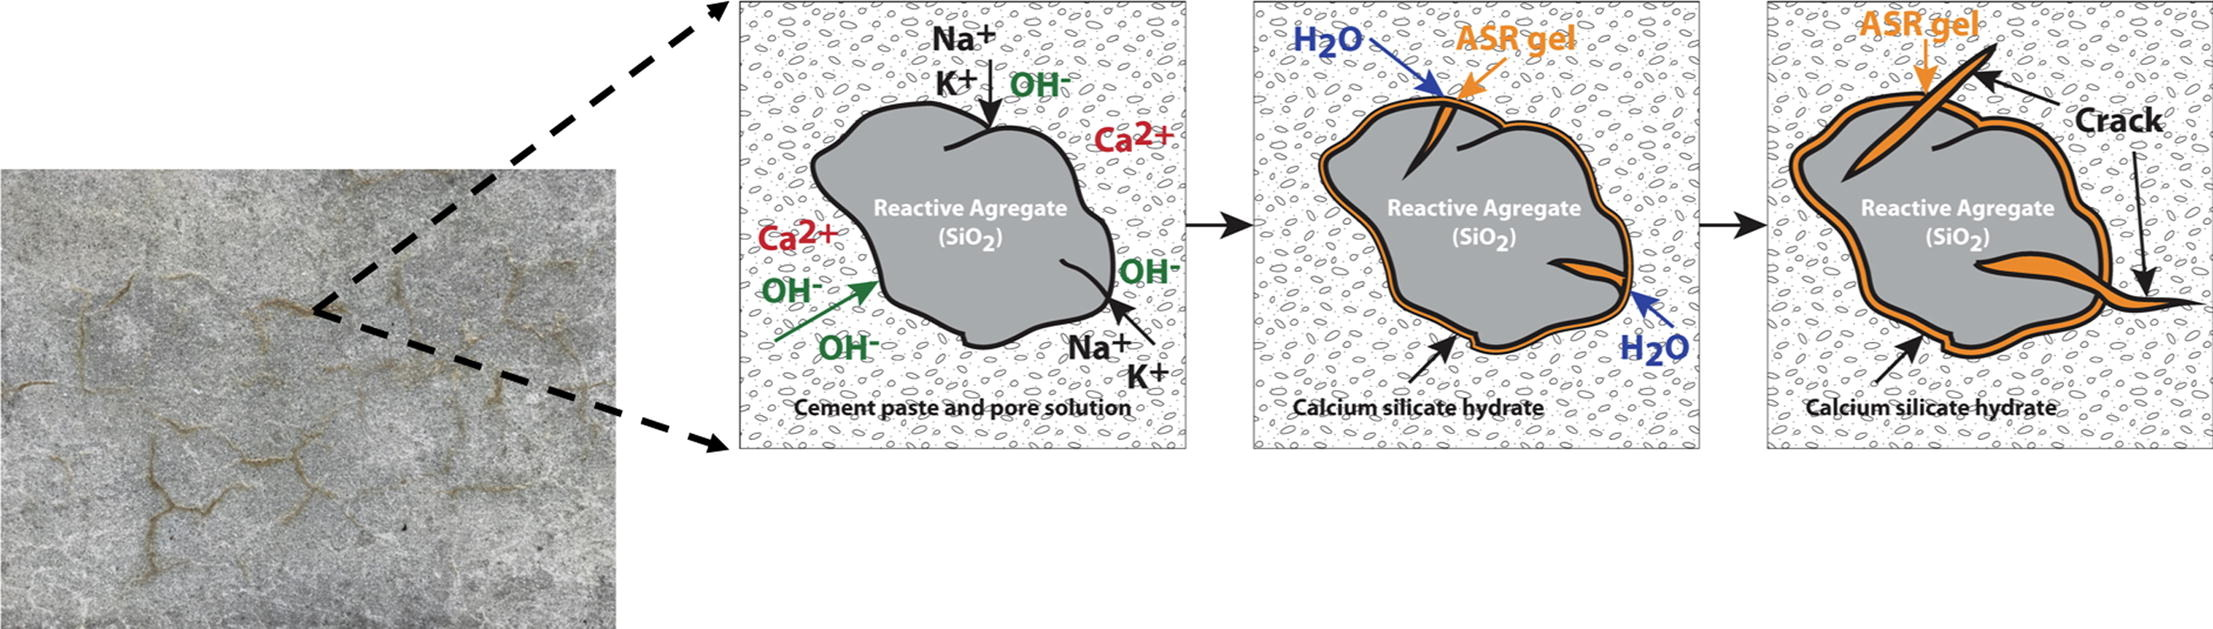 Na+
K+
OH-
Ca2+
Reactive Agregate
(SiO2)
Ca2+
OH-
OH-
OH-
Na+
K+
Cement paste and pore solution
H2O
ASR gel
Reactive Agregate
(SiO2)
H2O
Calcium silicate hydrate
ASR gel
Crack
Reactive Agregate
(SiO2)
Calcium silicate hydrate